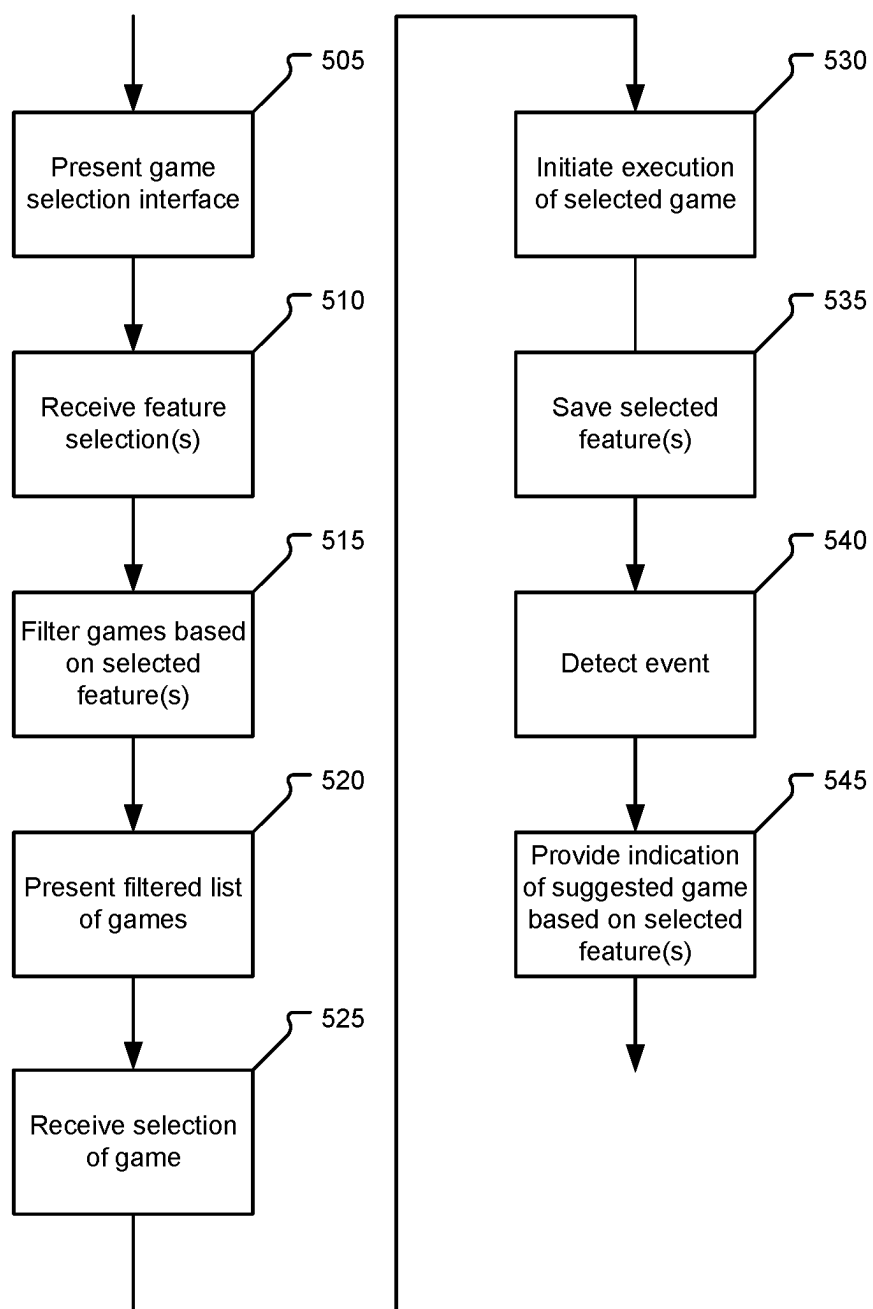 505
Present game
selection interface
510
Receive feature
selection(s)
515
Filter games based
on selected
feature(s)
520
Present filtered list
of games
525
Receive selection
of game
530
Initiate execution
of selected game
535
Save selected
feature(s)
540
Detect event
545
Provide indication
of suggested game
based on selected
feature(s)